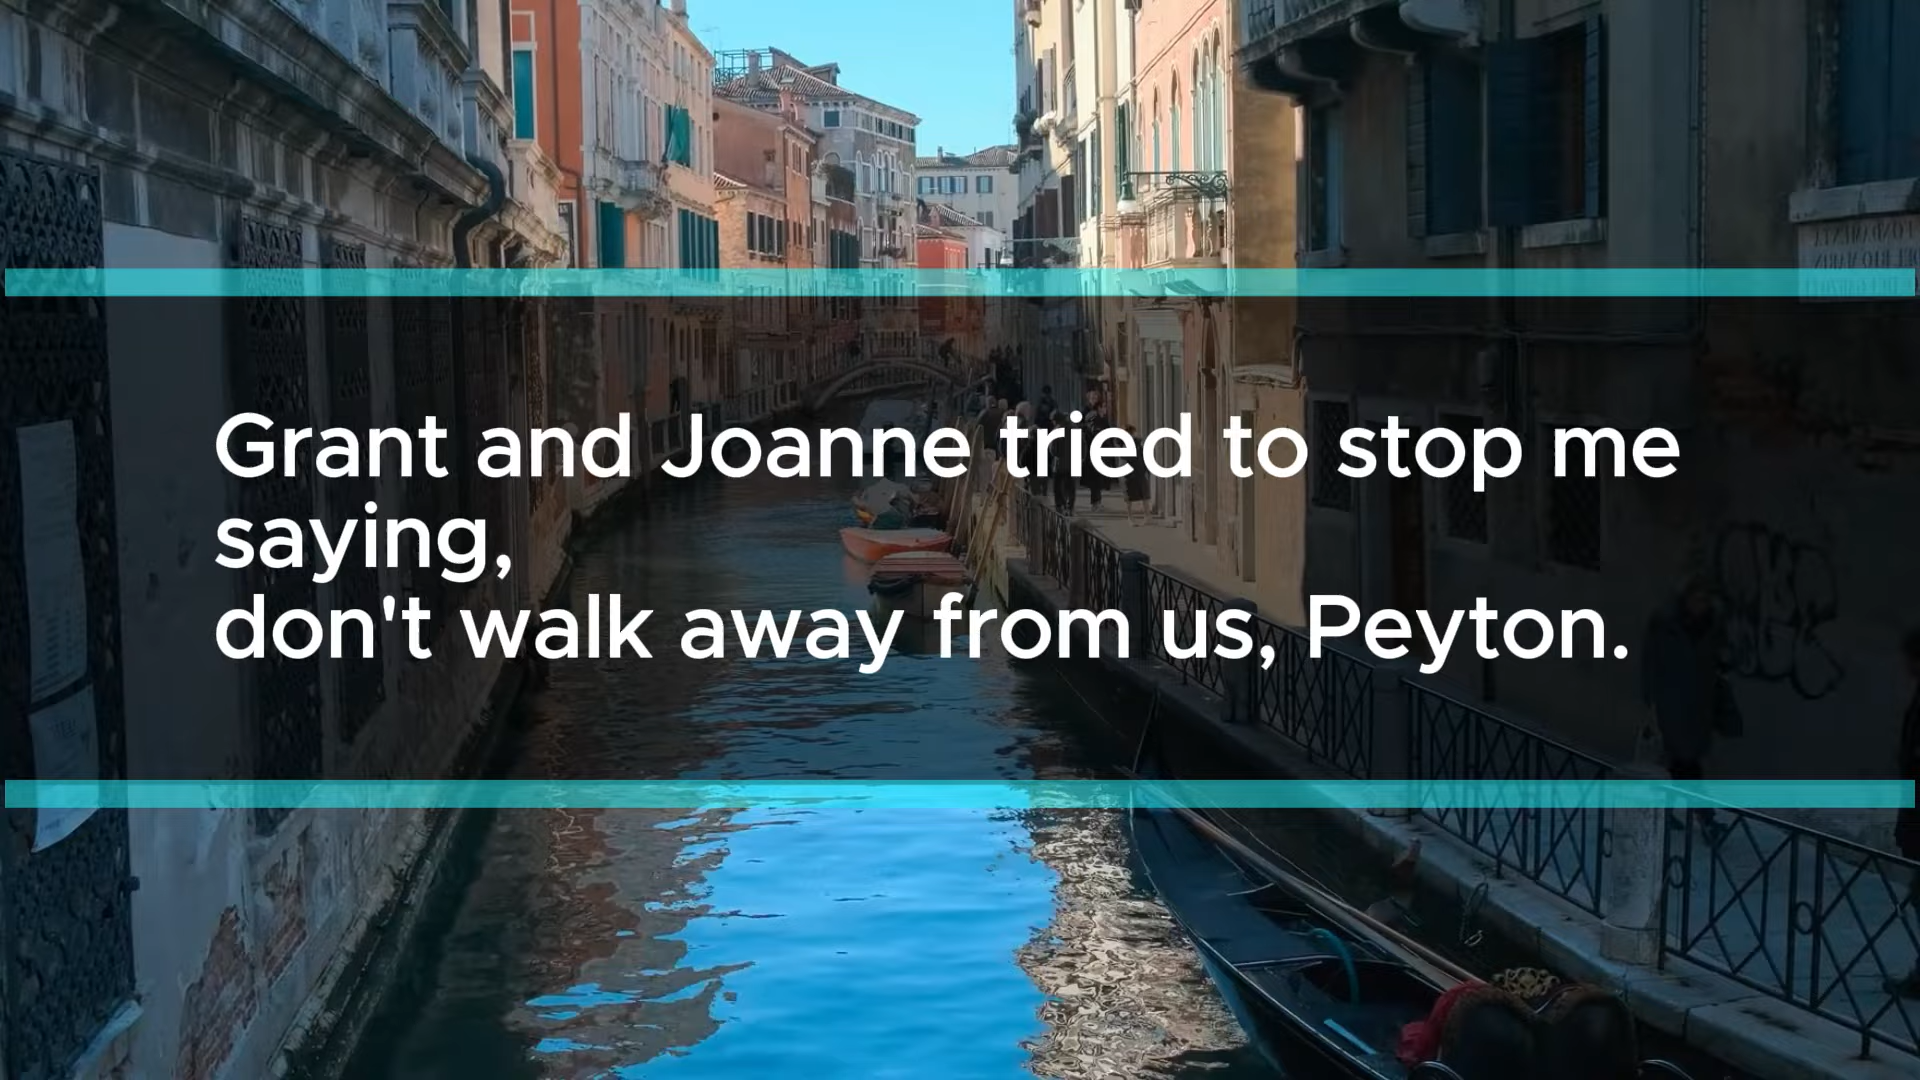 Grant and Joanne tried to stop me
saying,
don't walk away from us, Peyton.